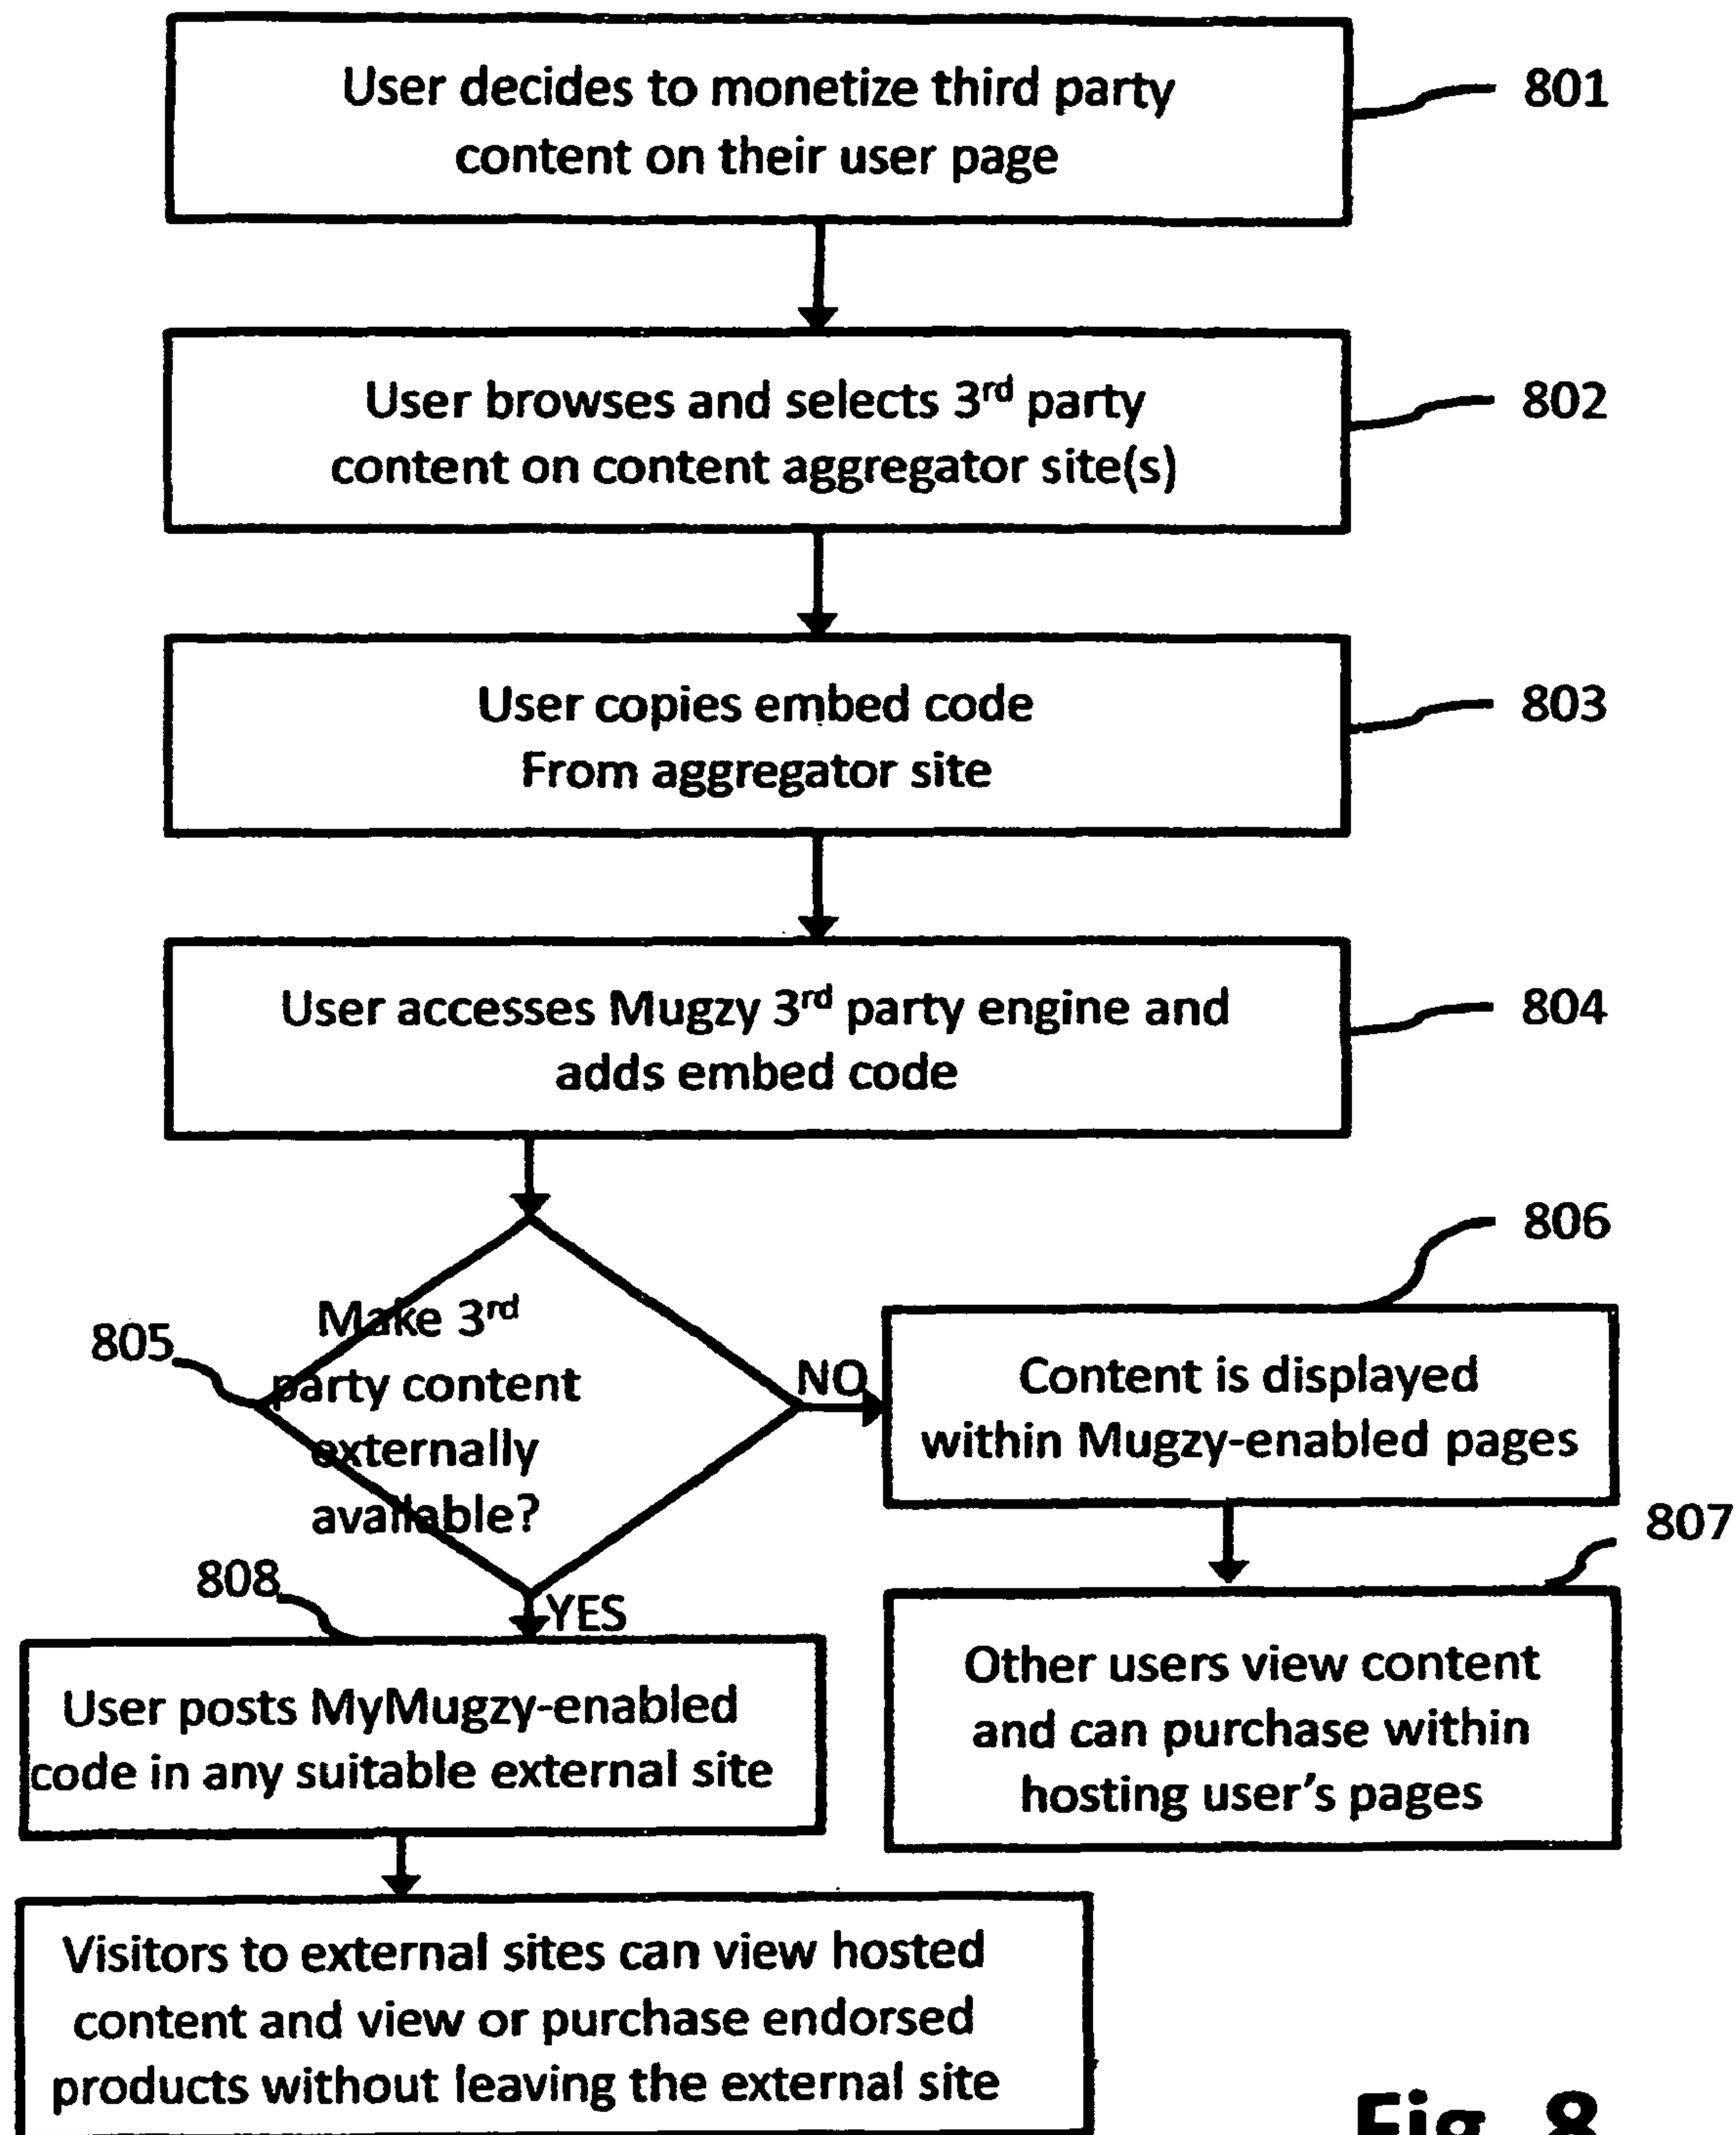 User decides to monetize third party
content on their user page
801
User browses and selects 3rd party
content on content aggregator site(s)
802
User copies embed code
From aggregator site
803
User accesses Mugzy 3rd party engine and
adds embed code
804
805
Make 3rd
party content
externally
available?
NO
806
Content is displayed
within Mugzy-enabled pages
807
Other users view content
and can purchase within
hosting user's pages
YES
808
User posts MyMugzy-enabled
code in any suitable external site
Visitors to external sites can view hosted
content and view or purchase endorsed
products without leaving the external site
Fig. 8